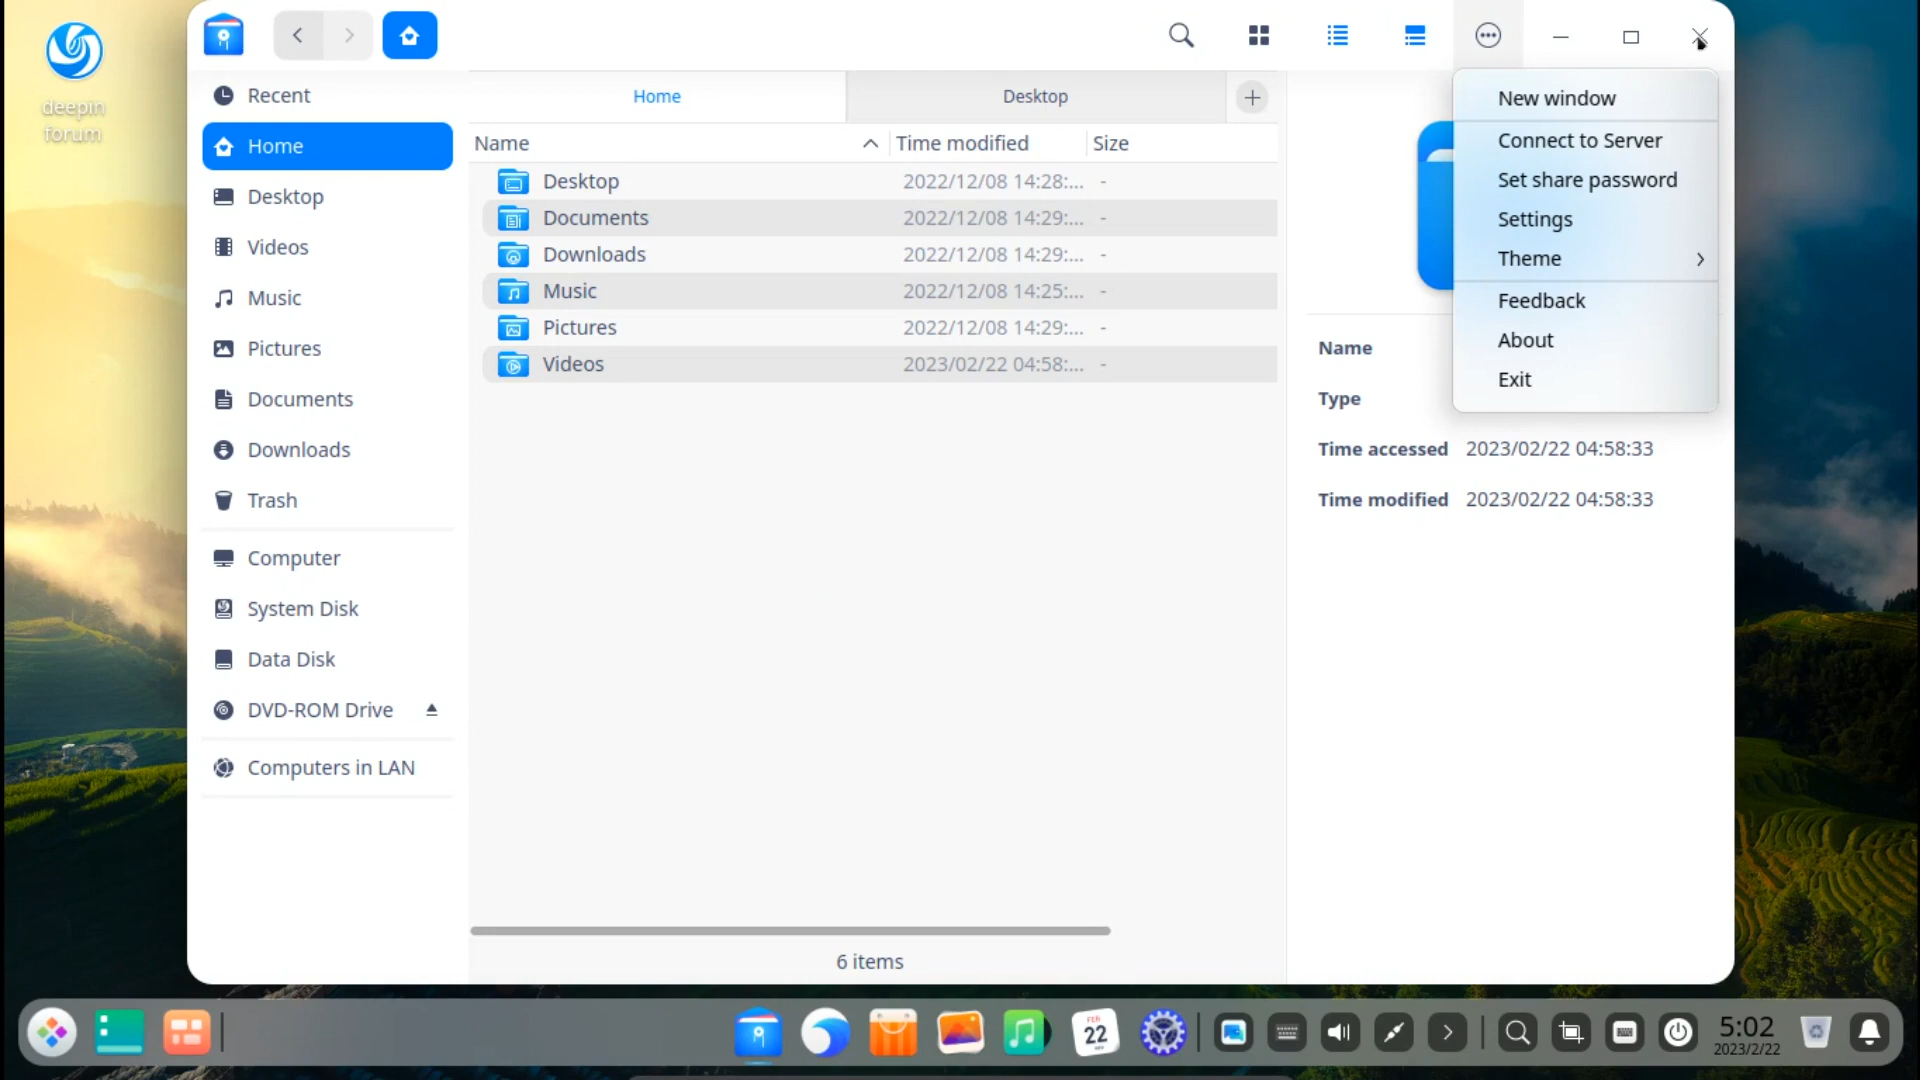 deepin
forum
Recent
Home
Desktop
Videos
Music
Pictures
Documents
Downloads
Trash
Computer
System Disk
Data Disk
DVD-ROM Drive
Computers in LAN
Home
Desktop
Name
Time modified
Size
Desktop 2022/12/08 14:28:... -
Documents 2022/12/08 14:29:... -
Downloads 2022/12/08 14:29:... -
Music 2022/12/08 14:25:... -
Pictures 2022/12/08 14:29:... -
Videos 2023/02/22 04:58:... -
6 items
New window
Connect to Server
Set share password
Settings
Theme
Feedback
About
Exit
Name
Type
Time accessed 2023/02/22 04:58:33
Time modified 2023/02/22 04:58:33
FEB
22
5:02
2023/2/22